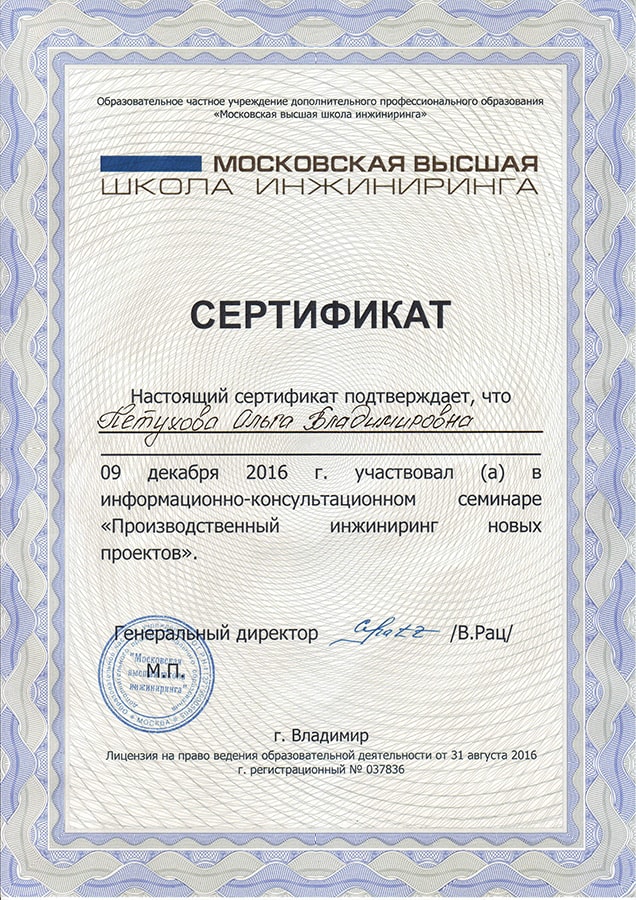 Образовательное частное учреждение дополнительного профессионального образования
«Московская высшая школа инжиниринга»
МОСКОВСКАЯ ВЫСШАЯ
ШКОЛА ИНЖИНИРИНГА
СЕРТИФИКАТ
Настоящий сертификат подтверждает, что
Петухова Ольга Владимировна
09 декабря 2016 г. участвовал (а) в
информационно-консультационном семинаре
«Производственный инжиниринг новых
проектов».
Генеральный директор /В.Рац/
М.П.
"Московская
высшая школа
инжиниринга"
МОСКВА
г. Владимир
Лицензия на право ведения образовательной деятельности от 31 августа 2016
г. регистрационный № 037836